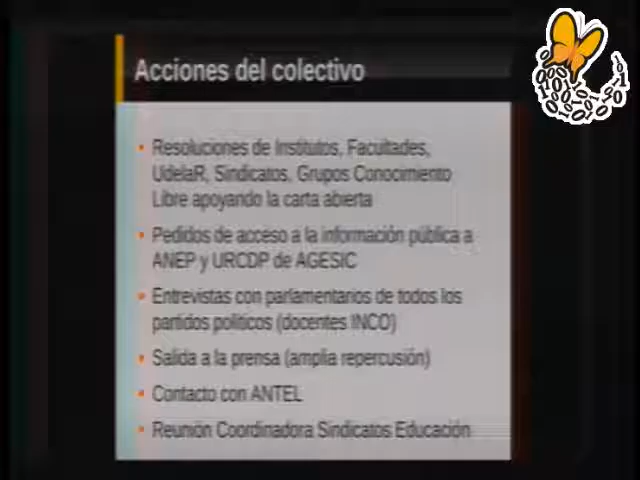 Acciones del colectivo
• Resoluciones de Institutos, Facultades,
UdelaR, Sindicatos, Grupos Conocimiento
Libre apoyando la carta abierta
• Pedidos de acceso a la información pública a
ANEP y URCDP de AGESIC
• Entrevistas con parlamentarios de todos los
partidos políticos (docentes INCO)
• Salida a la prensa (amplia repercusión)
• Contacto con ANTEL
• Reunión Coordinadora Sindicatos Educación